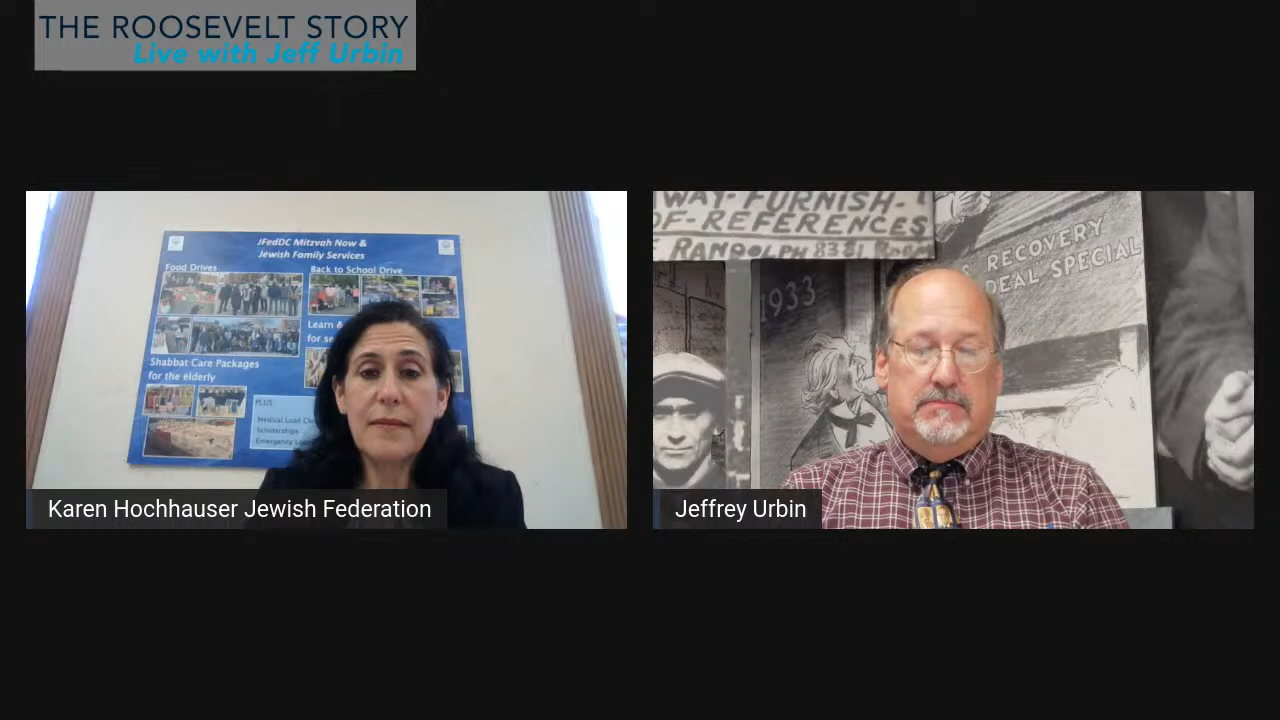 THE ROOSEVELT STORY
Live with Jeff Urbin
JFedDC Mitzvah Now &
Jewish Family Services
Food Drives
Back to School Drive
Learn &
for se
Shabbat Care Packages
for the elderly
PLUS:
Medical Loan Clo
Scholarships
Emergency
Karen Hochhauser Jewish Federation
WAY-FURNISH-
OF-REFERENCES
RANDOLPH 8381
1933
RECOVERY
DEAL" SPECIAL
Jeffrey Urbin